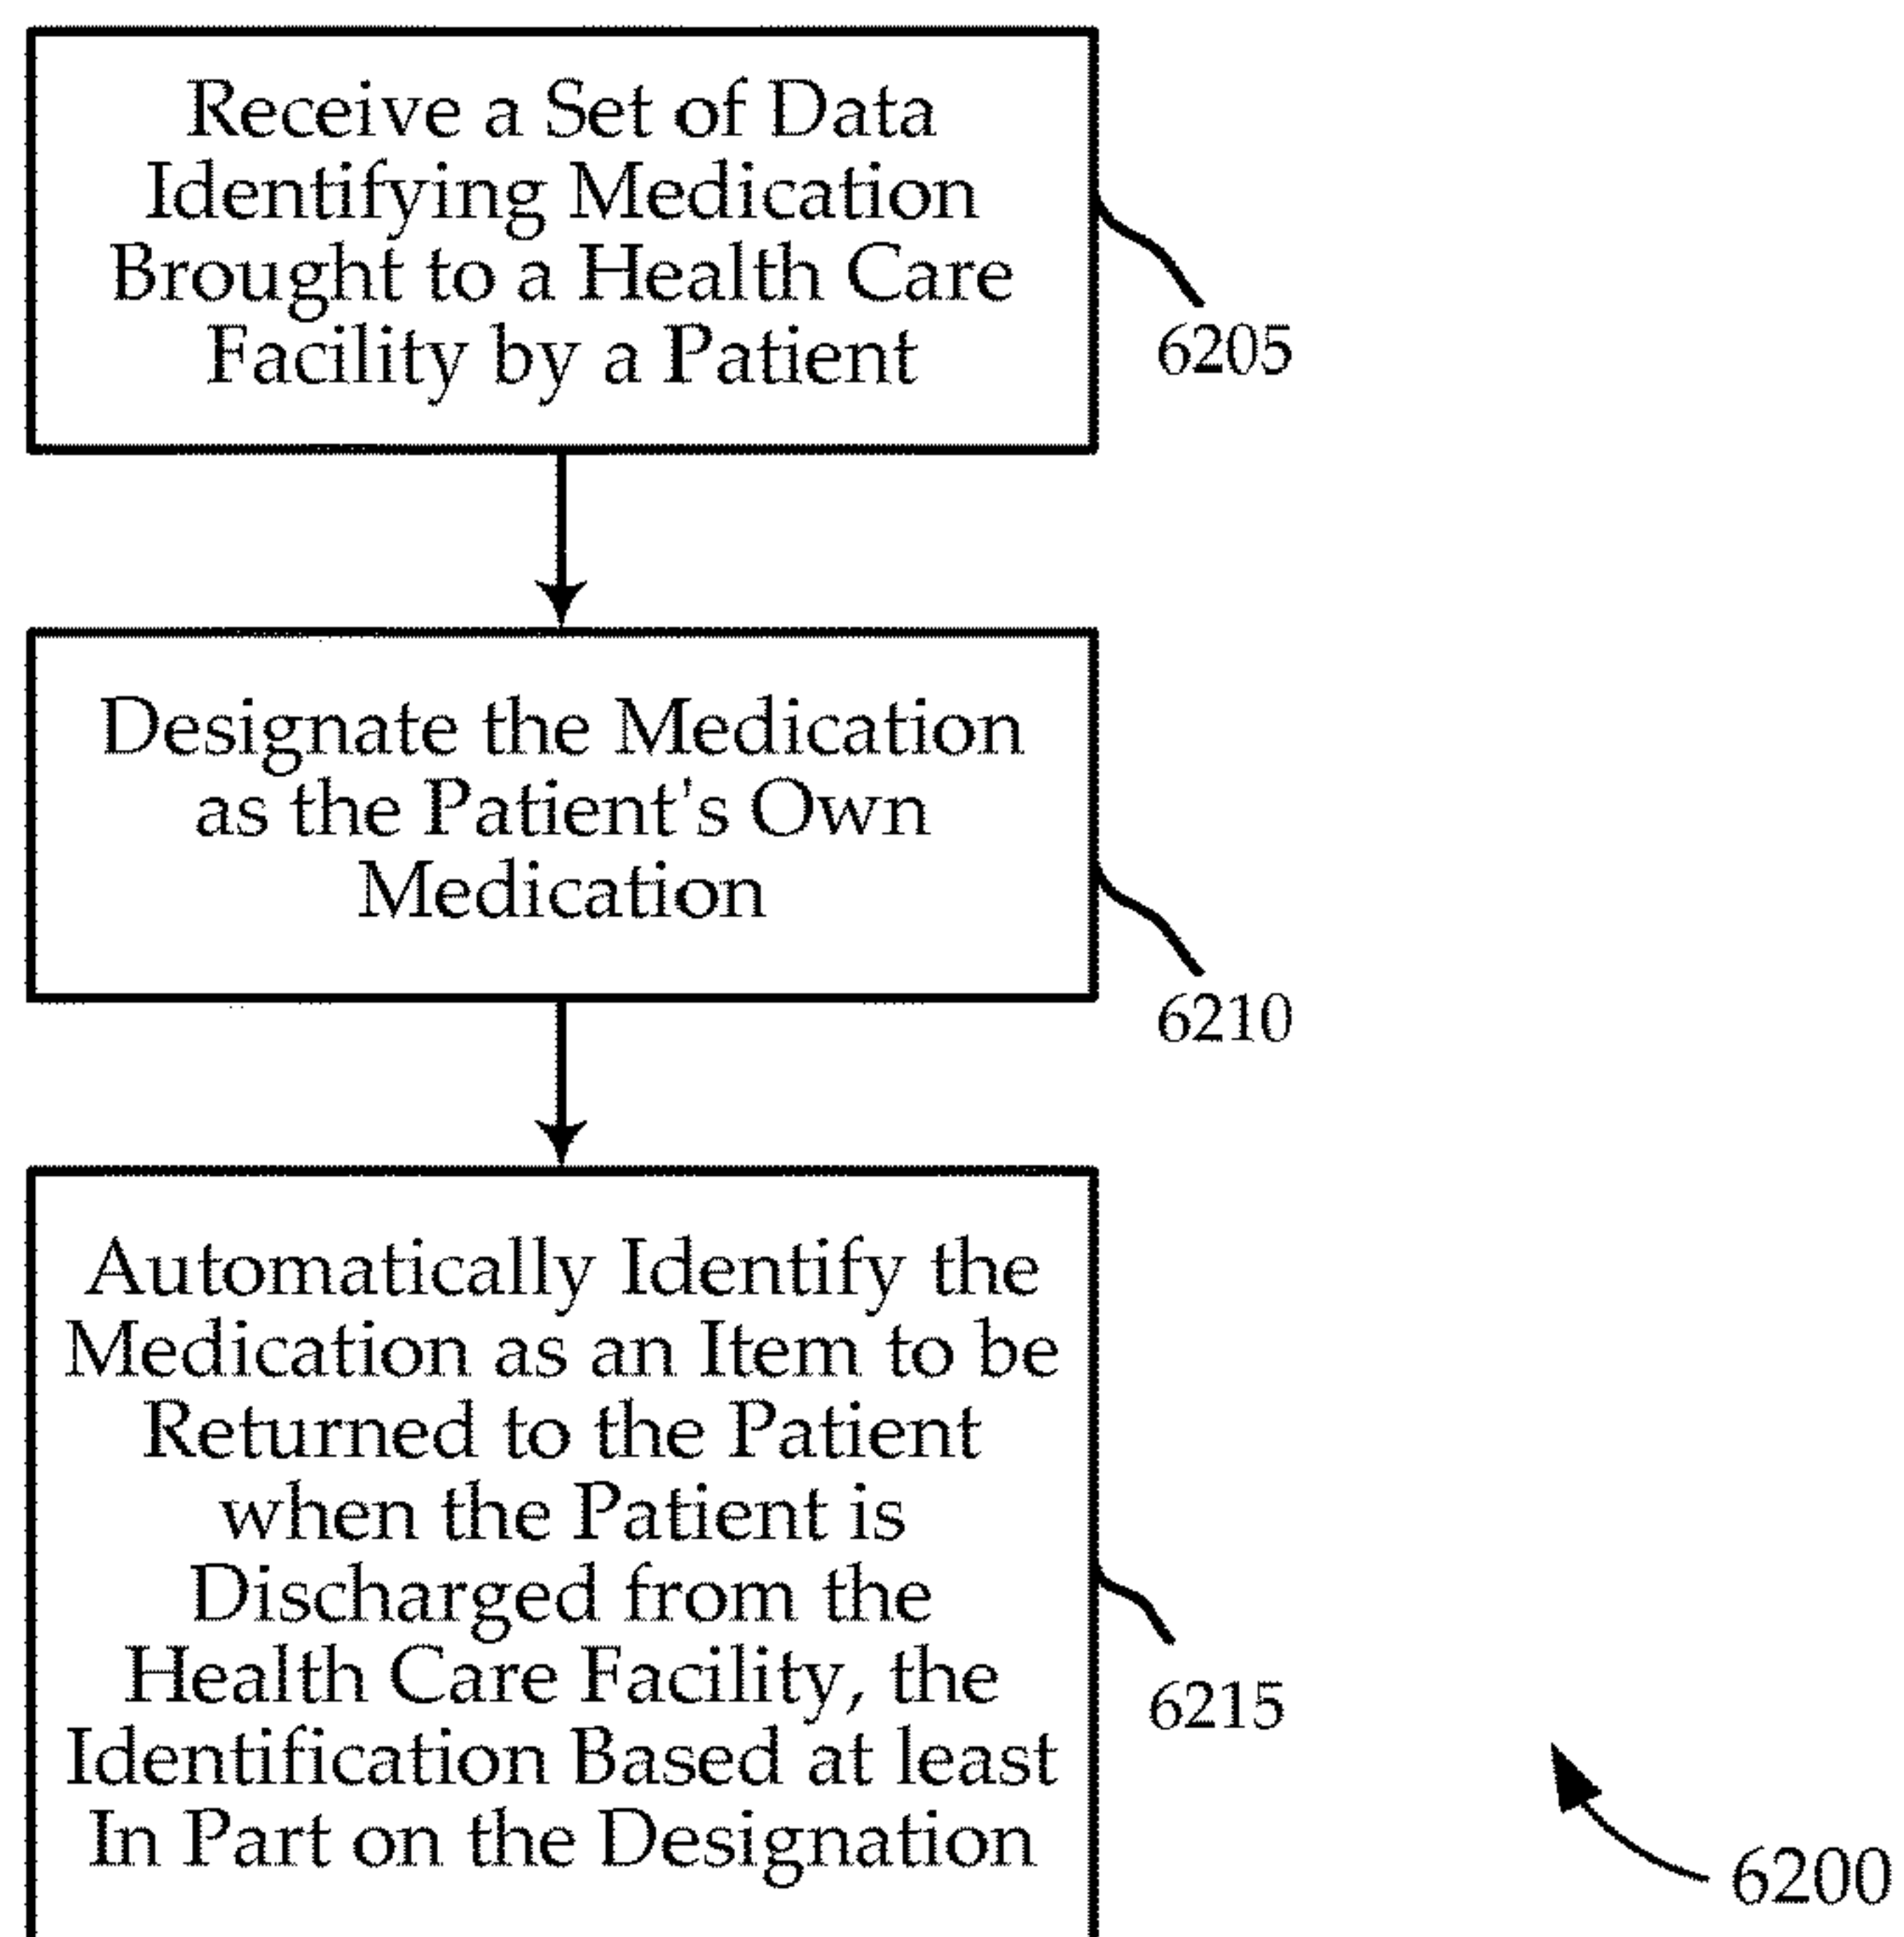 Receive a Set of Data
Identifying Medication
Brought to a Health Care
Facility by a Patient
6205
Designate the Medication
as the Patient's Own
Medication
6210
Automatically Identify the
Medication as an Item to be
Returned to the Patient
when the Patient is
Discharged from the
Health Care Facility, the
Identification Based at least
In Part on the Designation
6215
6200